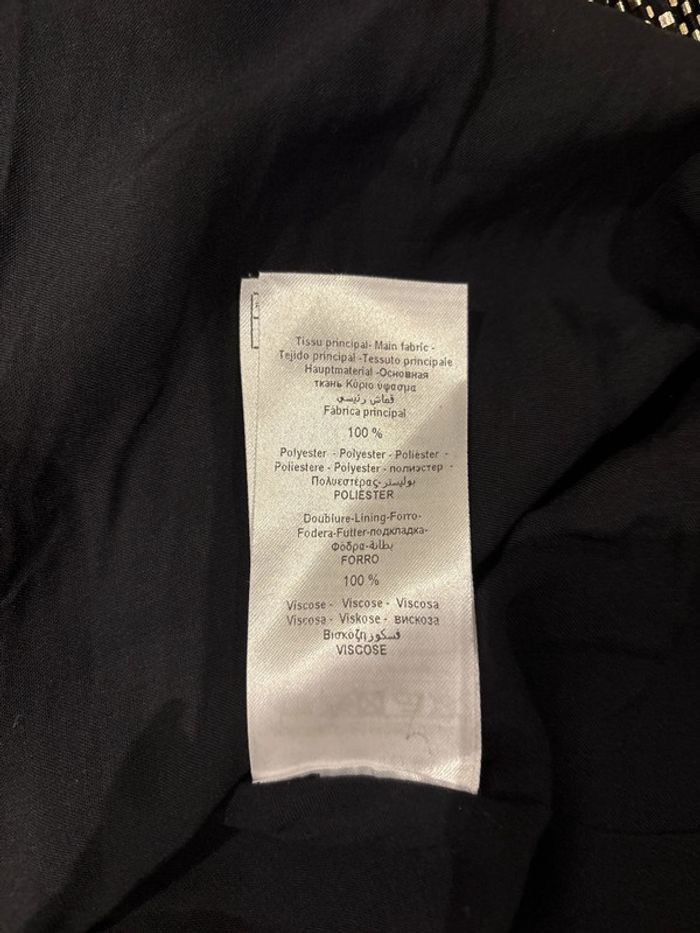 Tissu principal- Main fabric -
Tejido principal -Tessuto principale
Hauptmaterial -Основная
ткань Κύριο ύφασμα
قماش رئيسي
Fábrica principal
100 %
Polyester - Polyester - Poliéster -
Poliestere - Polyester - полиэстер -
Πολυεστέρας-بوليستر
POLIÉSTER
Doublure-Lining-Forro-
Fodera-Futter-подкладка-
Φόδρα-بطانة
FORRO
100 %
Viscose - Viscose - Viscosa
Viscosa - Viskose - вискоза
Βισκόζη فسكوز
VISCOSE